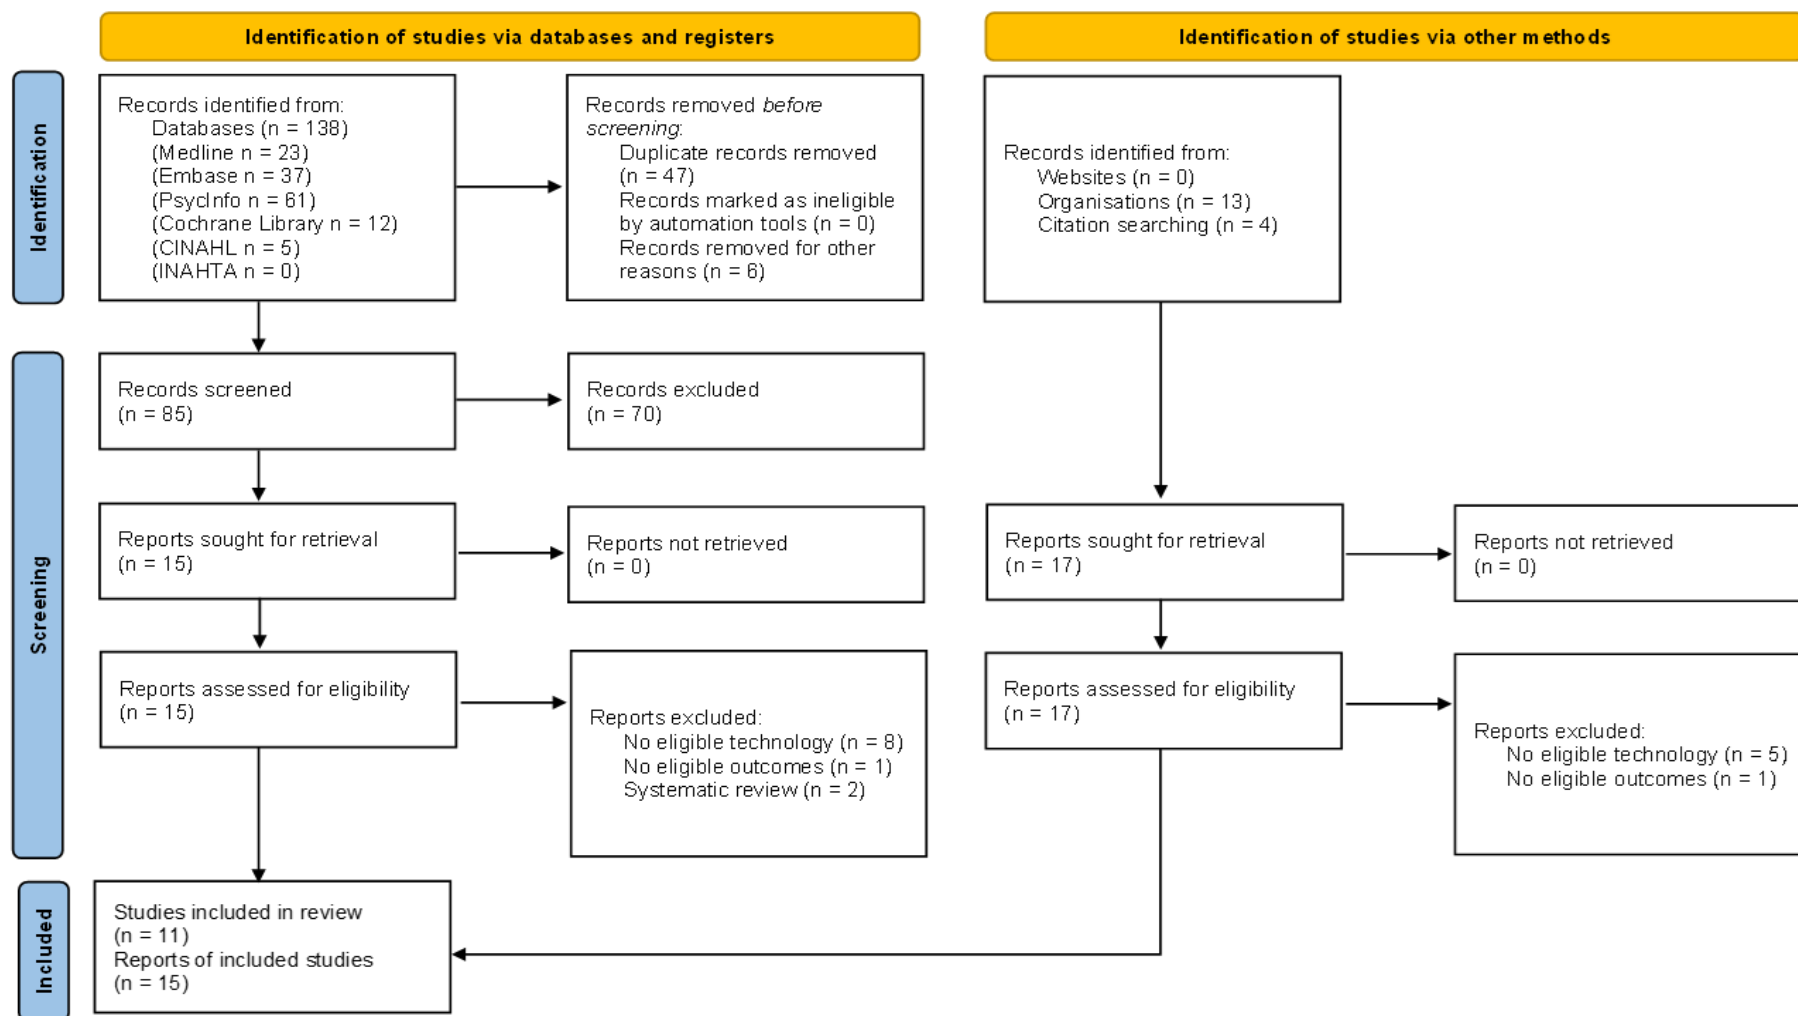 Identification of studies via databases and registers
Identification of studies via other methods
Identification
Records identified from:
Databases (n = 138)
(Medline n = 23)
(Embase n = 37)
(PsycInfo n = 61)
(Cochrane Library n = 12)
(CINAHL n = 5)
(INAHTA n = 0)
Records removed before
screening:
Duplicate records removed
(n = 47)
Records marked as ineligible
by automation tools (n = 0)
Records removed for other
reasons (n = 6)
Records identified from:
Websites (n = 0)
Organisations (n = 13)
Citation searching (n = 4)
Screening
Records screened
(n = 85)
Records excluded
(n = 70)
Reports sought for retrieval
(n = 15)
Reports not retrieved
(n = 0)
Reports sought for retrieval
(n = 17)
Reports not retrieved
(n = 0)
Reports assessed for eligibility
(n = 15)
Reports excluded:
No eligible technology (n = 8)
No eligible outcomes (n = 1)
Systematic review (n = 2)
Reports assessed for eligibility
(n = 17)
Reports excluded:
No eligible technology (n = 5)
No eligible outcomes (n = 1)
Included
Studies included in review
(n = 11)
Reports of included studies
(n = 15)